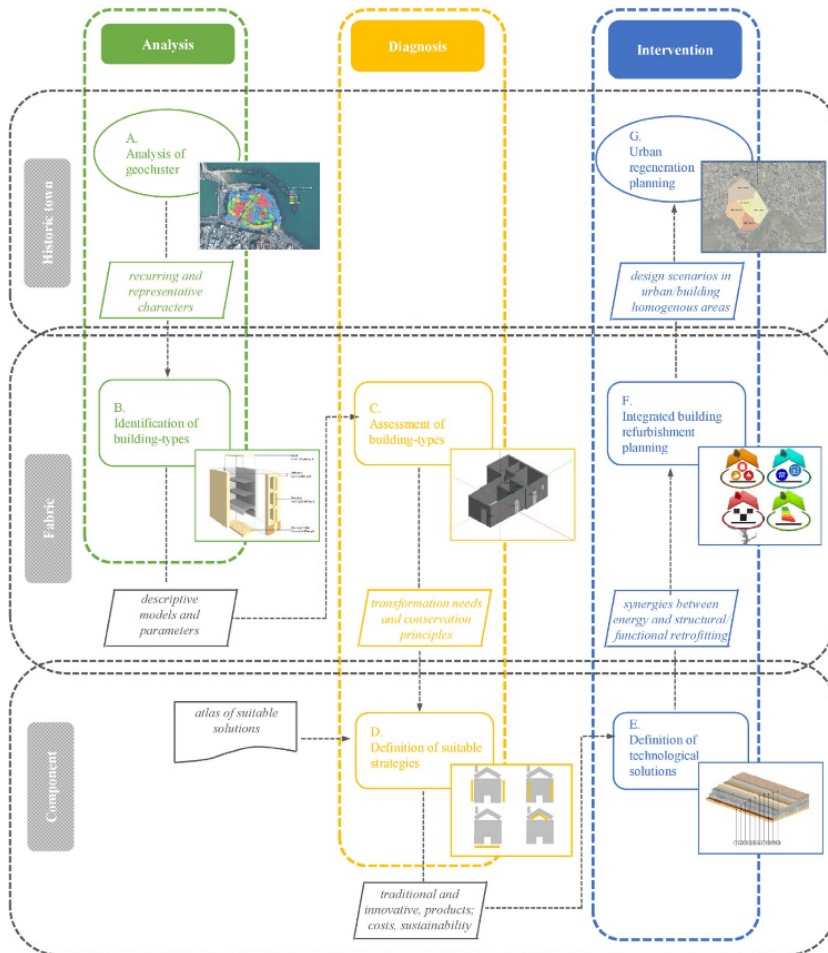 Analysis
Diagnosis
Intervention
Historic town
A.
Analysis of
geocluster
G.
Urban
regeneration
planning
recurring and
representative
characters
design scenarios in
urban/building
homogenous areas
Fabric
B.
Identification of
building-types
C.
Assessment of
building-types
F.
Integrated building
refurbishment
planning
descriptive
models and
parameters
transformation needs
and conservation
principles
synergies between
energy and structural/
functional retrofitting
Component
atlas of suitable
solutions
D.
Definition of suitable
strategies
E.
Definition of
technological
solutions
traditional and
innovative, products;
costs, sustainability